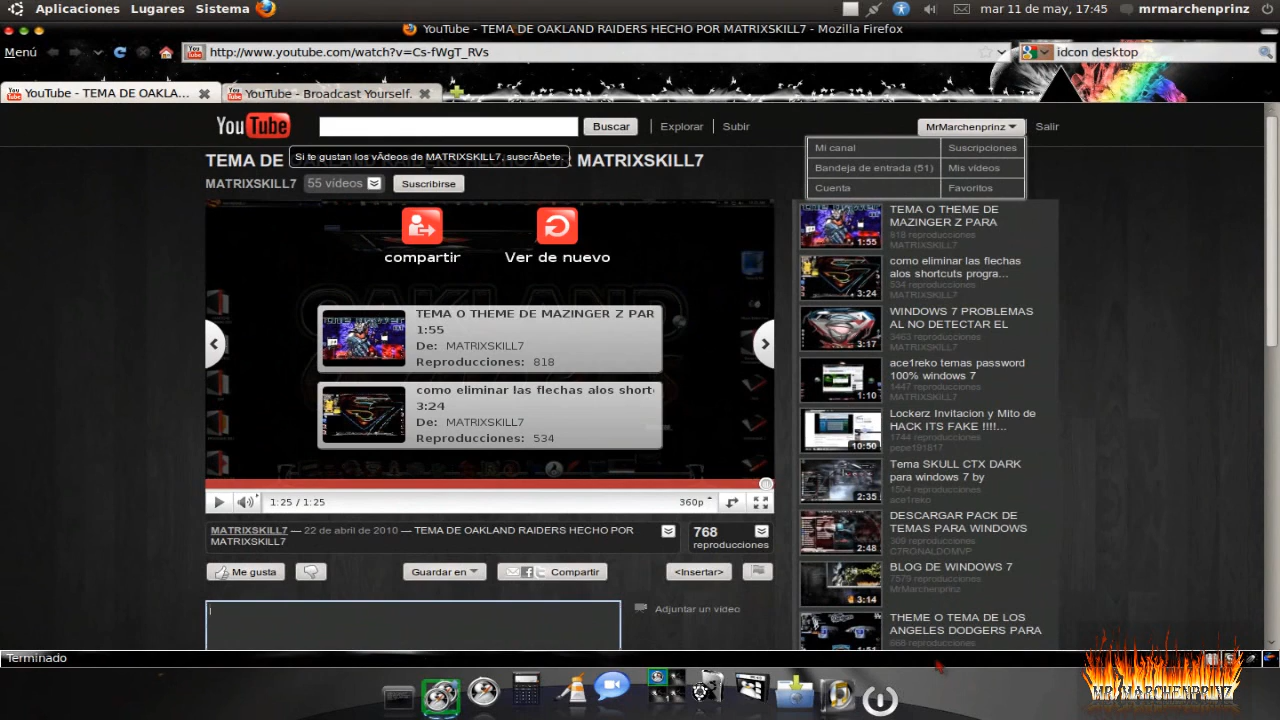 Aplicaciones Lugares Sistema
mar 11 de may, 17:45 mrmarchenprinz
YouTube - TEMA DE OAKLAND RAIDERS HECHO POR MATRIXSKILL7 - Mozilla Firefox
Menú http://www.youtube.com/watch?v=Cs-fWgT_RVs idcon desktop
YouTube - TEMA DE OAKLA... YouTube - Broadcast Yourself.
YouTube Buscar Explorar Subir MrMarchenprinz Salir
Mi canal Suscripciones
Bandeja de entrada (51) Mis vídeos
Cuenta Favoritos
Si te gustan los vÃdeos de MATRIXSKILL7, suscrÃbete.
TEMA DE MATRIXSKILL7
MATRIXSKILL7 55 vídeos Suscribirse
compartir Ver de nuevo
TEMA O THEME DE MAZINGER Z PAR
1:55
De: MATRIXSKILL7
Reproducciones: 818
como eliminar las flechas alos short
3:24
De: MATRIXSKILL7
Reproducciones: 534
1:25 / 1:25 360p
MATRIXSKILL7 — 22 de abril de 2010 — TEMA DE OAKLAND RAIDERS HECHO POR
MATRIXSKILL7
768
reproducciones
Me gusta Guardar en Compartir <Insertar>
Adjuntar un vídeo
TEMA O THEME DE
MAZINGER Z PARA
818 reproducciones
MATRIXSKILL7
1:55
como eliminar las flechas
alos shortcuts progra...
534 reproducciones
MATRIXSKILL7
3:24
WINDOWS 7 PROBLEMAS
AL NO DETECTAR EL
3463 reproducciones
MATRIXSKILL7
3:17
ace1reko temas password
100% windows 7
1447 reproducciones
MATRIXSKILL7
1:10
Lockerz Invitacion y Mito de
HACK ITS FAKE !!!!...
1744 reproducciones
pepe191817
10:50
Tema SKULL CTX DARK
para windows 7 by
1504 reproducciones
ace1reko
2:35
DESCARGAR PACK DE
TEMAS PARA WINDOWS
309 reproducciones
C7RONALDOMVP
2:48
BLOG DE WINDOWS 7
7579 reproducciones
MrMarchenprinz
3:14
THEME O TEMA DE LOS
ANGELES DODGERS PARA
668 reproducciones
Terminado
MR.MARCHENPRINZ